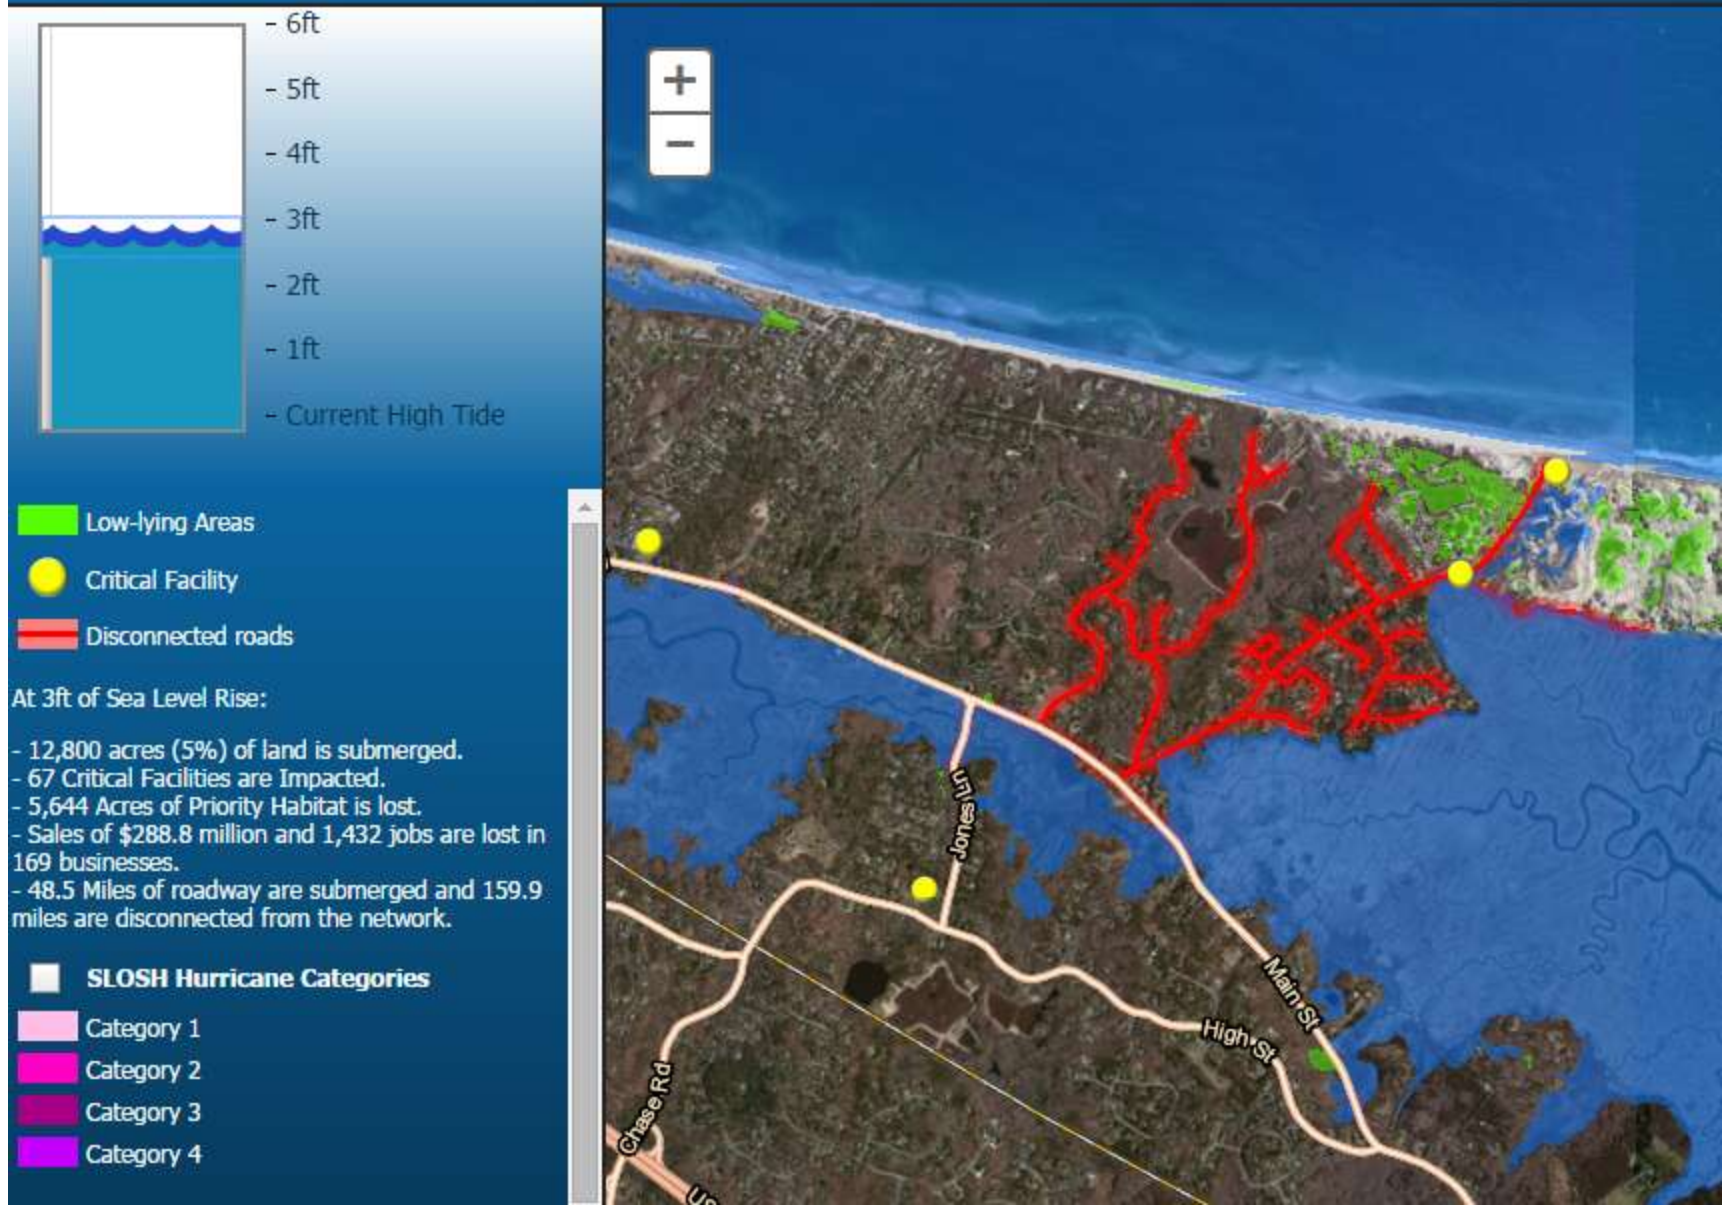 - 6ft
- 5ft
- 4ft
- 3ft
- 2ft
- 1ft
- Current High Tide
Low-lying Areas
Critical Facility
Disconnected roads
At 3ft of Sea Level Rise:
- 12,800 acres (5%) of land is submerged.
- 67 Critical Facilities are Impacted.
- 5,644 Acres of Priority Habitat is lost.
- Sales of $288.8 million and 1,432 jobs are lost in
169 businesses.
- 48.5 Miles of roadway are submerged and 159.9
miles are disconnected from the network.
SLOSH Hurricane Categories
Category 1
Category 2
Category 3
Category 4
+
−
Jones Ln
Main St
High St
Chase Rd